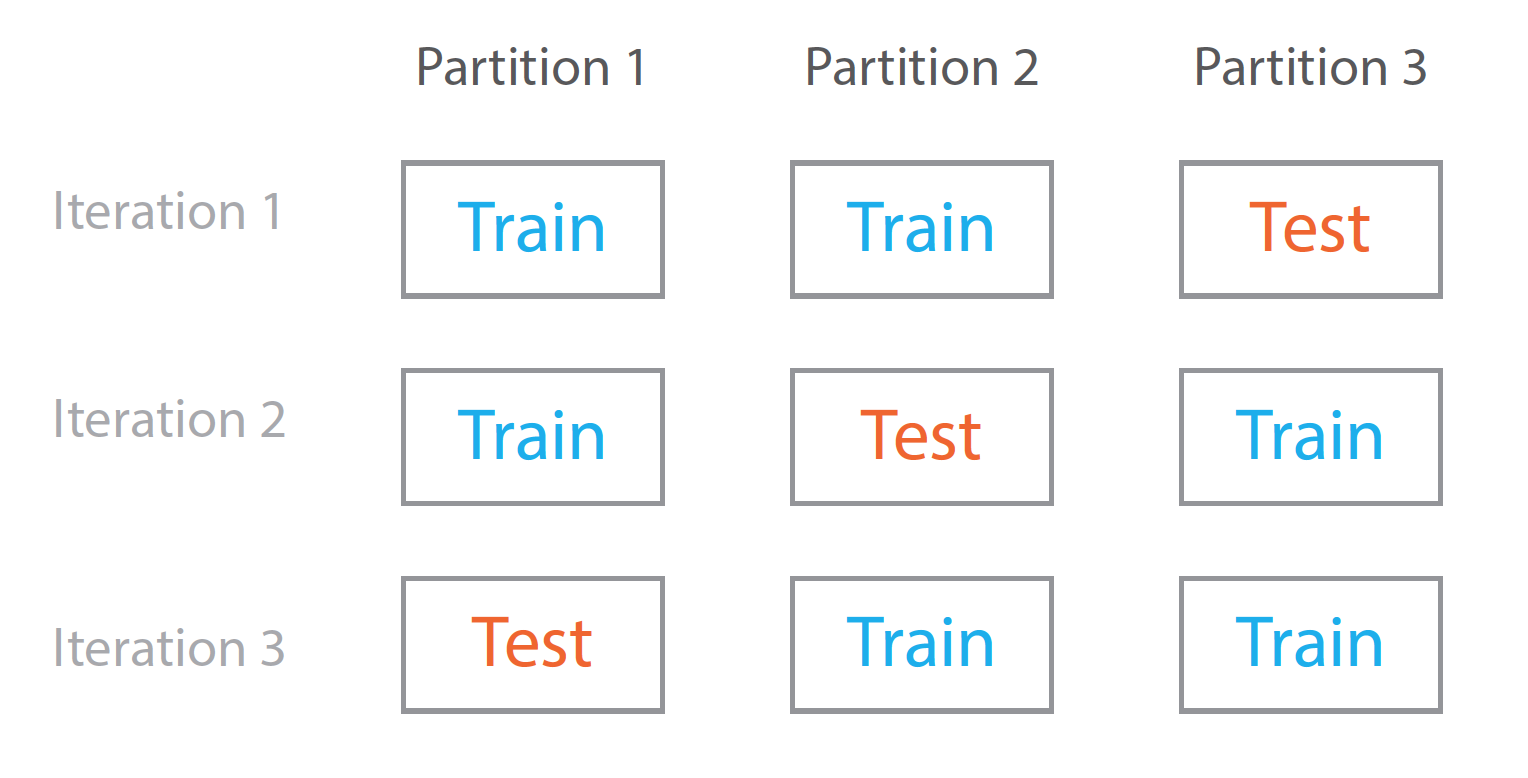 Partition 1 Partition 2 Partition 3
Iteration 1 Train Train Test
Iteration 2 Train Test Train
Iteration 3 Test Train Train